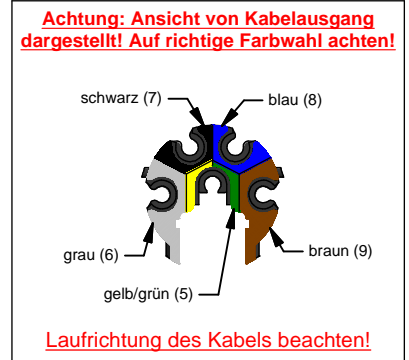 Achtung: Ansicht von Kabelausgang
dargestellt! Auf richtige Farbwahl achten!
schwarz (7)
blau (8)
grau (6)
braun (9)
gelb/grün (5)
Laufrichtung des Kabels beachten!